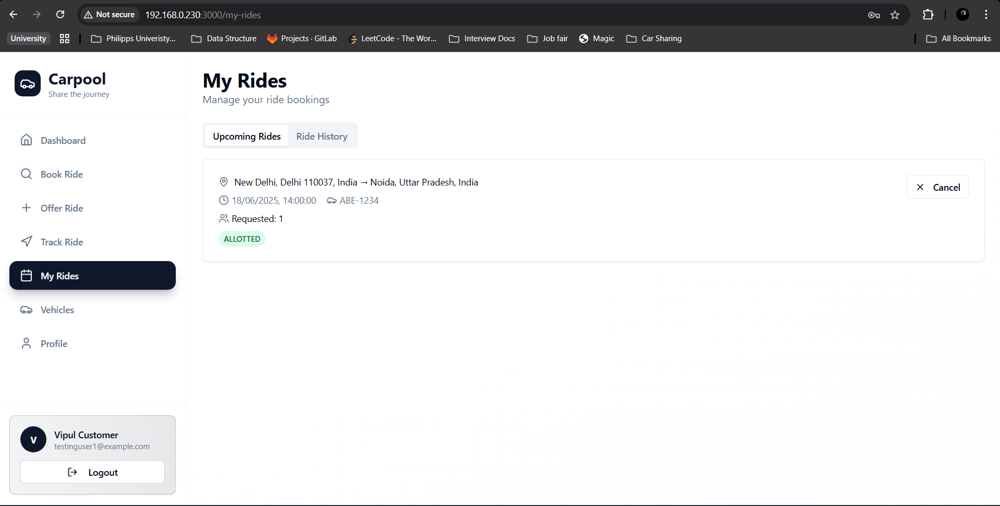 Not secure 192.168.0.230:3000/my-rides
University Philipps Univeristy... Data Structure Projects · GitLab LeetCode - The Wor... Interview Docs Job fair Magic Car Sharing All Bookmarks
Carpool
Share the journey
Dashboard
Book Ride
Offer Ride
Track Ride
My Rides
Vehicles
Profile
V
Vipul Customer
testinguser1@example.com
Logout
My Rides
Manage your ride bookings
Upcoming Rides Ride History
New Delhi, Delhi 110037, India → Noida, Uttar Pradesh, India
Cancel
18/06/2025, 14:00:00 ABE-1234
Requested: 1
ALLOTTED